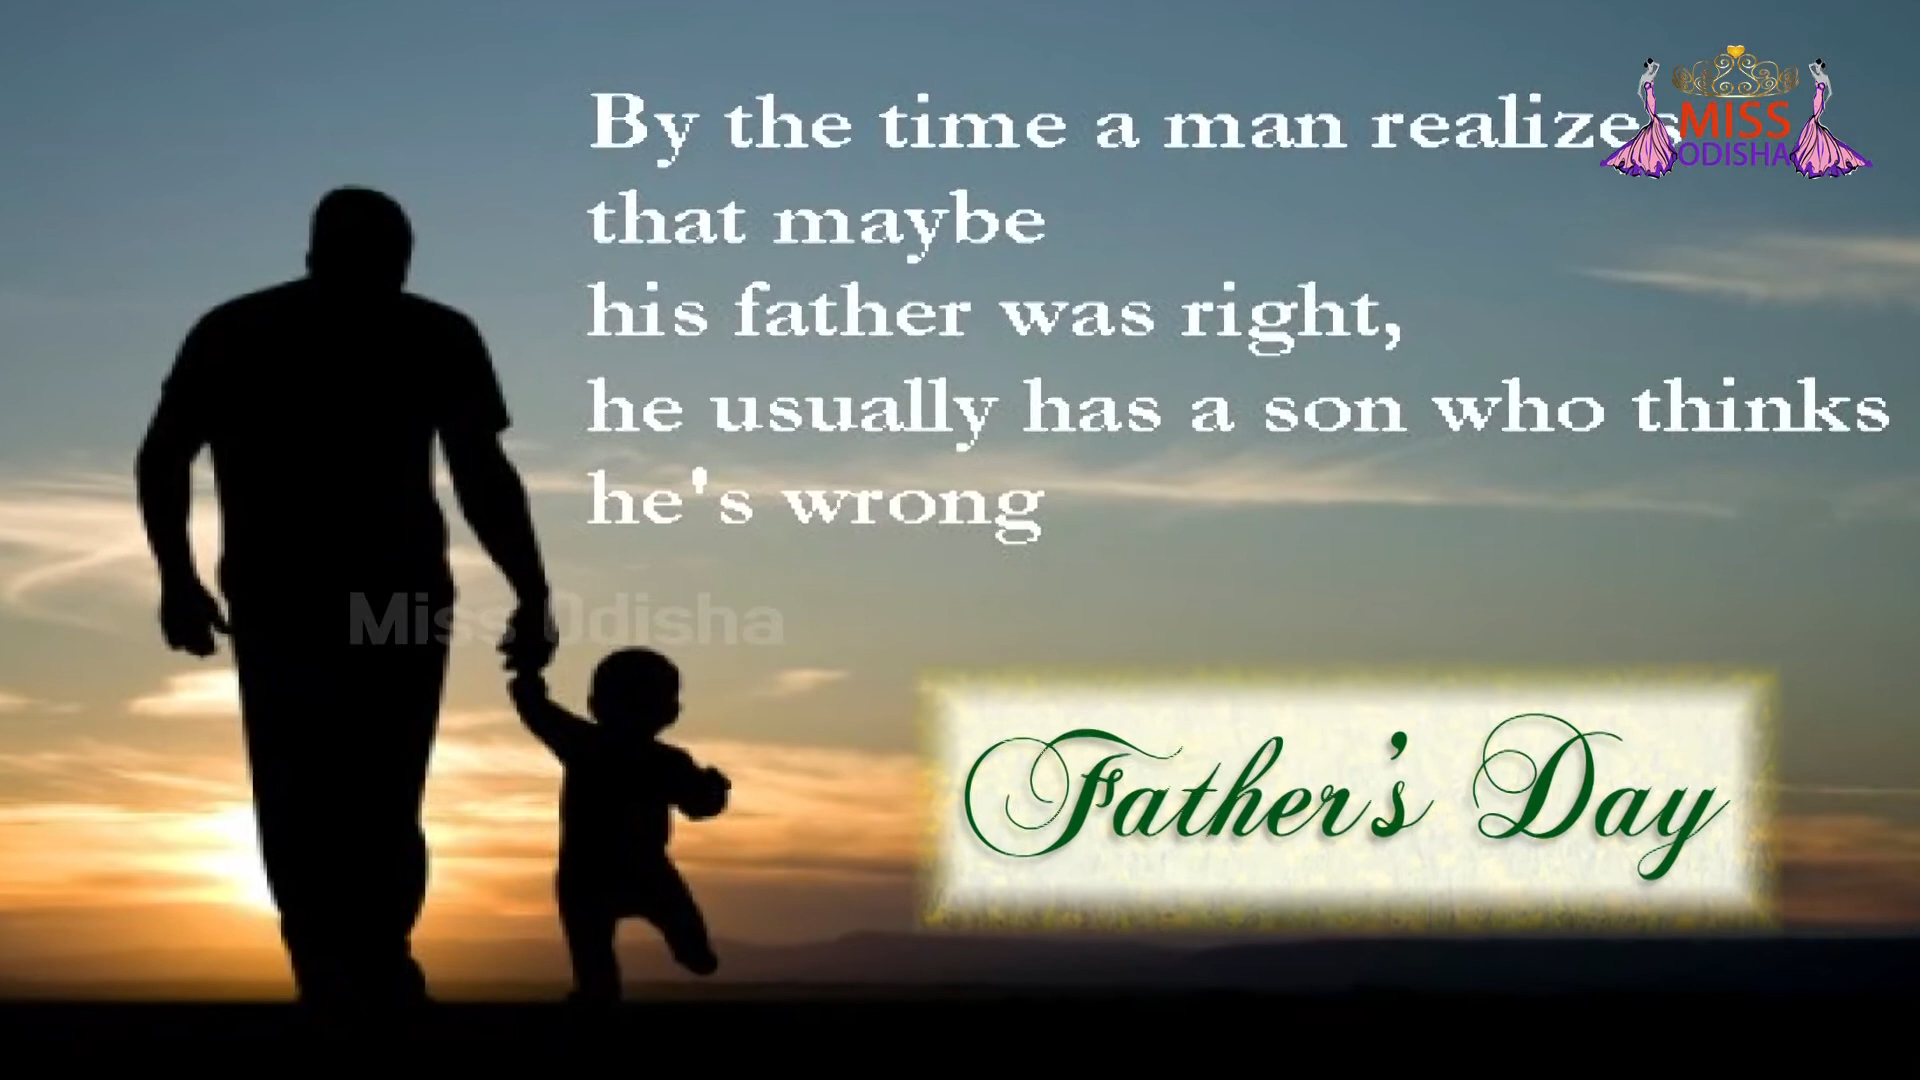 By the time a man realizes
that maybe
his father was right,
he usually has a son who thinks
he's wrong
MISS
ODISHA
Miss Odisha
Father's Day